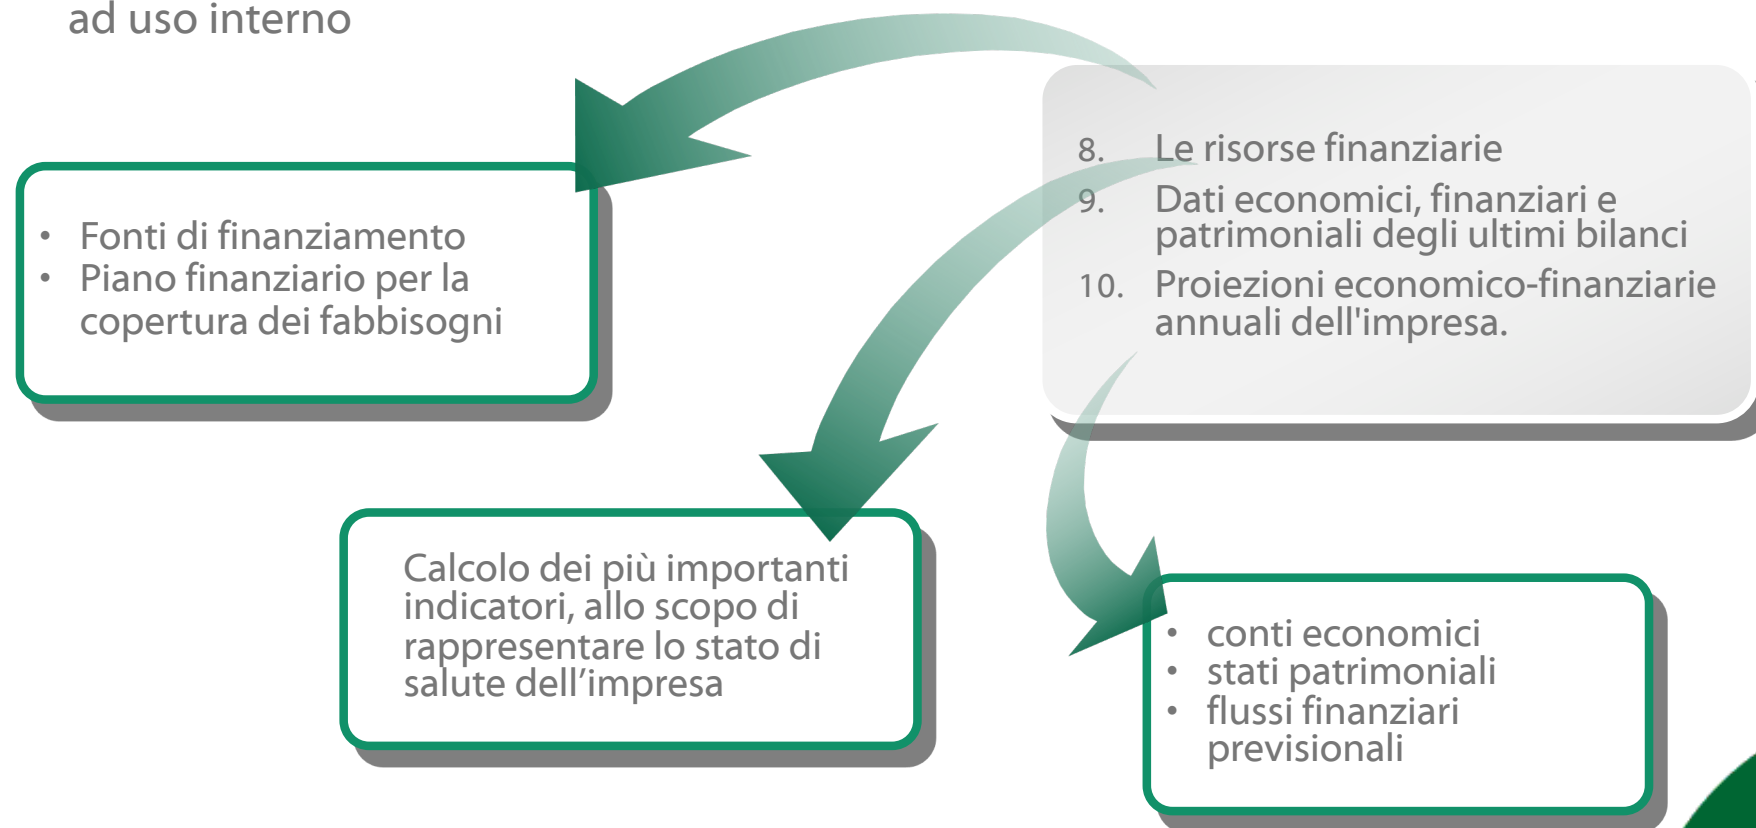 ad uso interno
8. Le risorse finanziarie
9. Dati economici, finanziari e
patrimoniali degli ultimi bilanci
10. Proiezioni economico-finanziarie
annuali dell'impresa.
• Fonti di finanziamento
• Piano finanziario per la
copertura dei fabbisogni
Calcolo dei più importanti
indicatori, allo scopo di
rappresentare lo stato di
salute dell’impresa
• conti economici
• stati patrimoniali
• flussi finanziari
previsionali